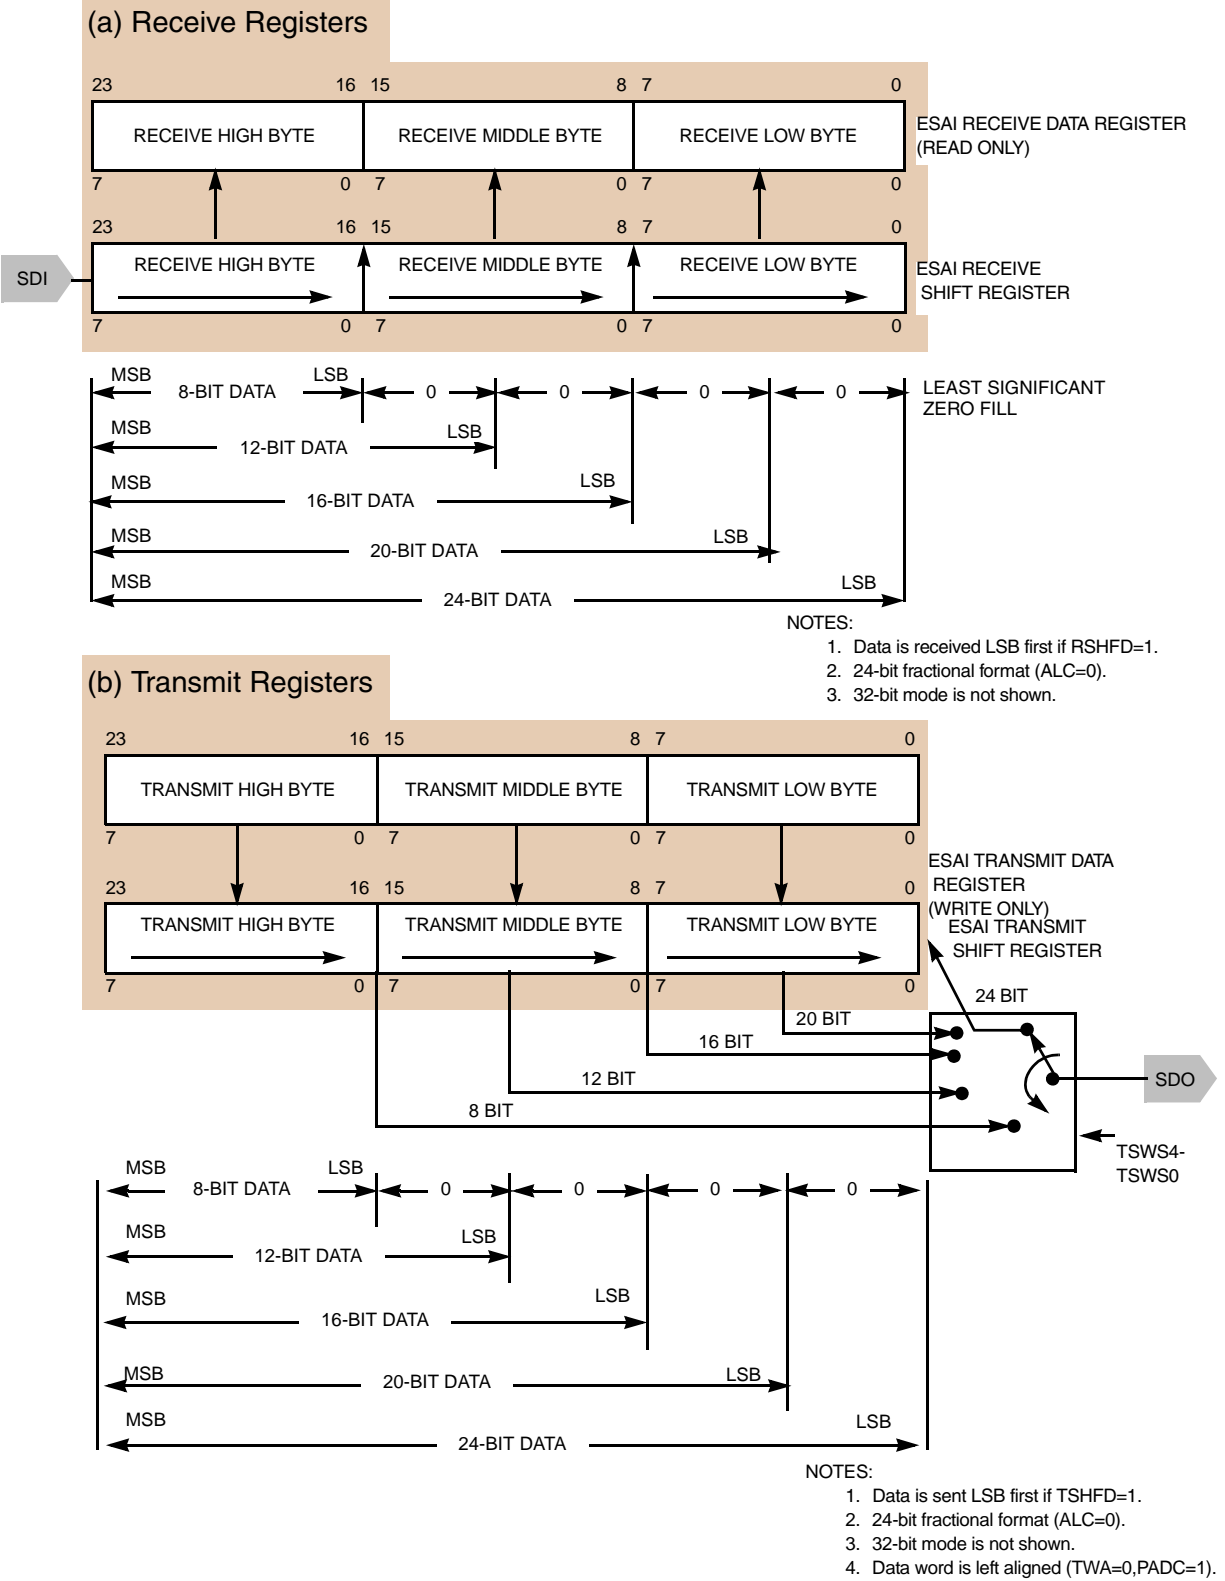 (a) Receive Registers
23 16 15 8 7 0
RECEIVE HIGH BYTE RECEIVE MIDDLE BYTE RECEIVE LOW BYTE
ESAI RECEIVE DATA REGISTER
(READ ONLY)
7 0 7 0 7 0
23 16 15 8 7 0
SDI
RECEIVE HIGH BYTE RECEIVE MIDDLE BYTE RECEIVE LOW BYTE
ESAI RECEIVE
SHIFT REGISTER
7 0 7 0 7 0
MSB LSB
8-BIT DATA 0 0 0 0
LEAST SIGNIFICANT
ZERO FILL
MSB LSB
12-BIT DATA
MSB LSB
16-BIT DATA
MSB LSB
20-BIT DATA
MSB LSB
24-BIT DATA
NOTES:
1. Data is received LSB first if RSHFD=1.
2. 24-bit fractional format (ALC=0).
3. 32-bit mode is not shown.
(b) Transmit Registers
23 16 15 8 7 0
TRANSMIT HIGH BYTE TRANSMIT MIDDLE BYTE TRANSMIT LOW BYTE
7 0 7 0 7 0
ESAI TRANSMIT DATA
REGISTER
(WRITE ONLY)
23 16 15 8 7 0
TRANSMIT HIGH BYTE TRANSMIT MIDDLE BYTE TRANSMIT LOW BYTE
ESAI TRANSMIT
SHIFT REGISTER
7 0 7 0 7 0
24 BIT
20 BIT
16 BIT
12 BIT
8 BIT
SDO
TSWS4-
TSWS0
MSB LSB
8-BIT DATA 0 0 0 0
MSB LSB
12-BIT DATA
MSB LSB
16-BIT DATA
MSB LSB
20-BIT DATA
MSB LSB
24-BIT DATA
NOTES:
1. Data is sent LSB first if TSHFD=1.
2. 24-bit fractional format (ALC=0).
3. 32-bit mode is not shown.
4. Data word is left aligned (TWA=0,PADC=1).